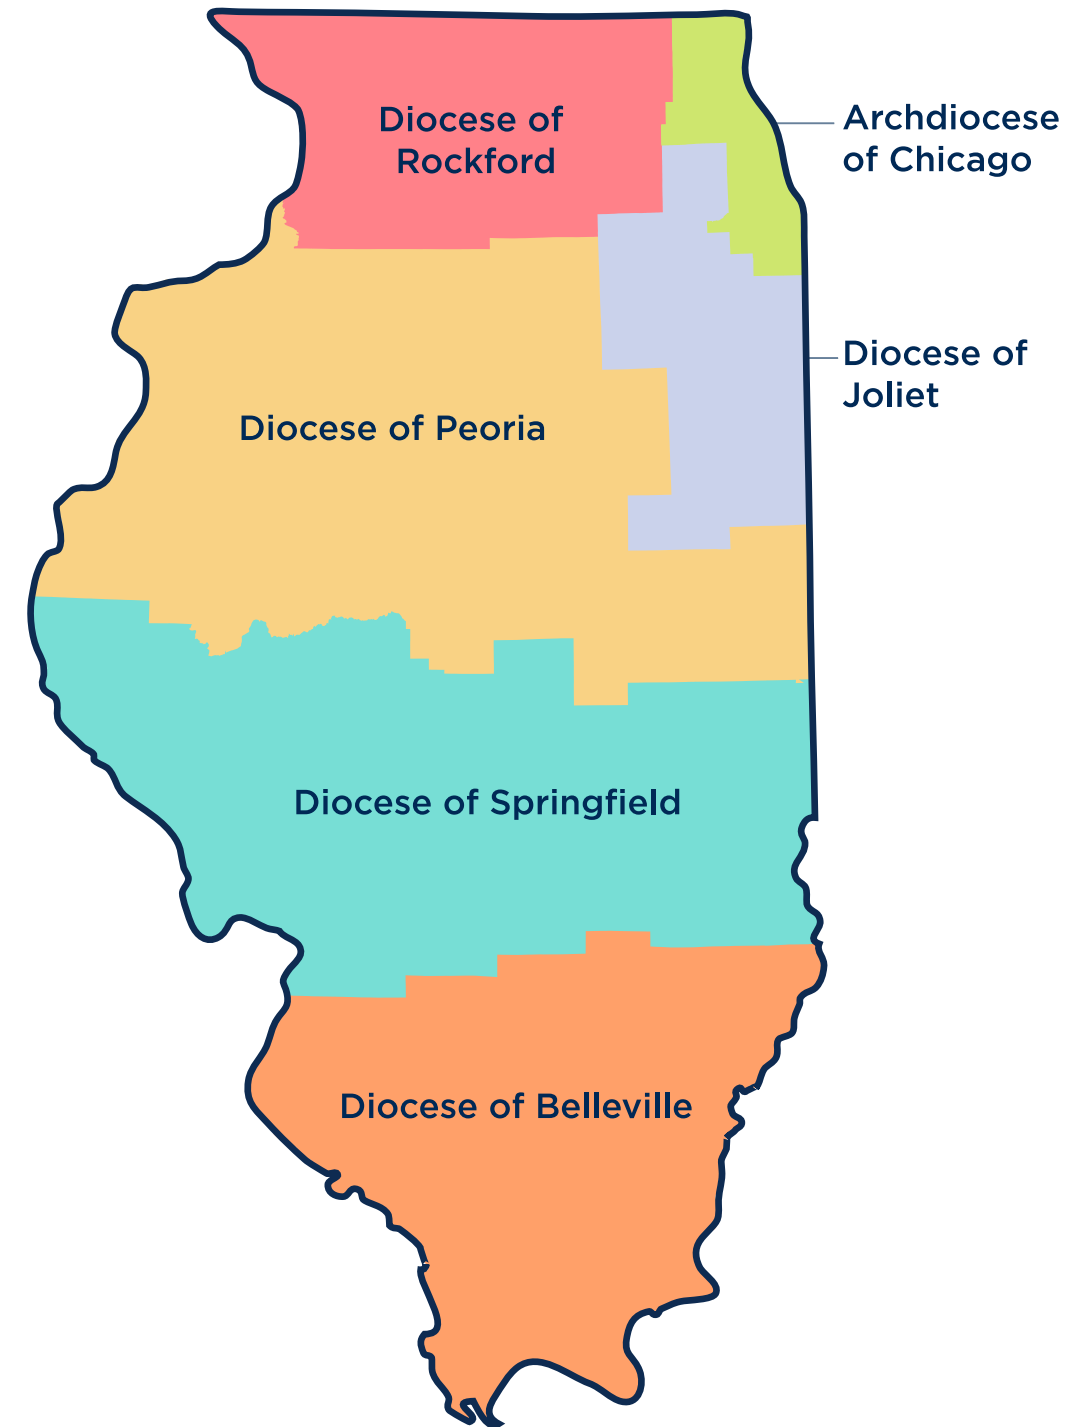 Diocese of
Rockford
Archdiocese
of Chicago
Diocese of
Joliet
Diocese of Peoria
Diocese of Springfield
Diocese of Belleville